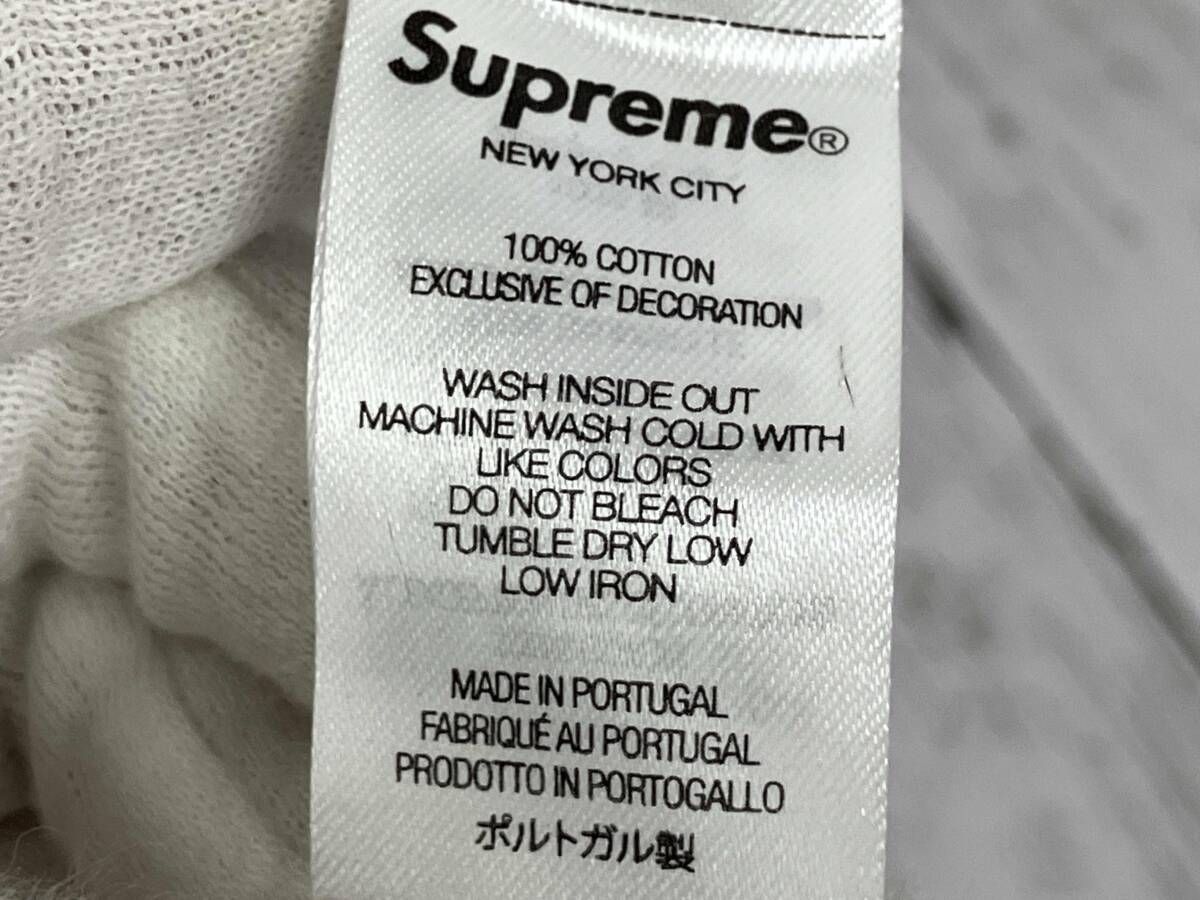 Supreme®
NEW YORK CITY
100% COTTON
EXCLUSIVE OF DECORATION
WASH INSIDE OUT
MACHINE WASH COLD WITH
LIKE COLORS
DO NOT BLEACH
TUMBLE DRY LOW
LOW IRON
MADE IN PORTUGAL
FABRIQUÉ AU PORTUGAL
PRODOTTO IN PORTOGALLO
ポルトガル製